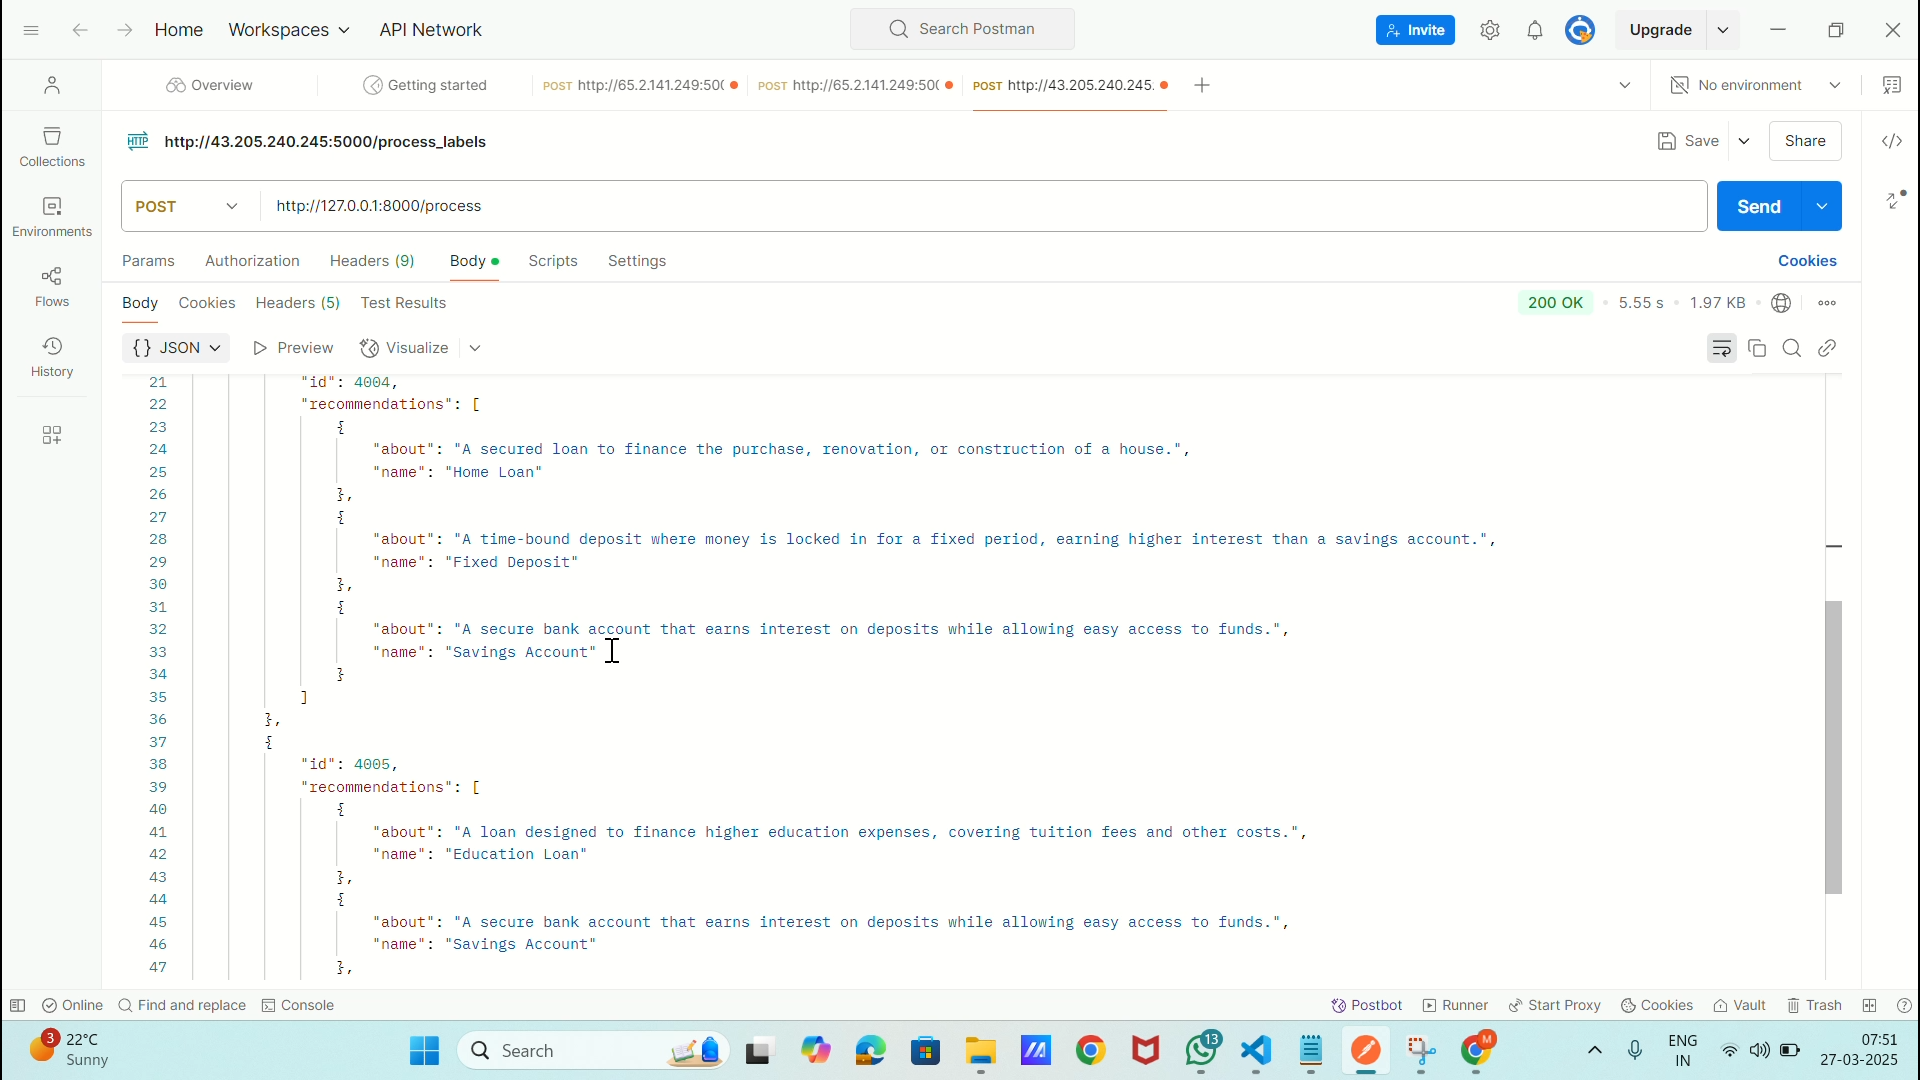 Home Workspaces API Network Search Postman Invite Upgrade
Overview Getting started POST http://65.2.141.249:500 POST http://65.2.141.249:500 POST http://43.205.240.245: No environment
HTTP http://43.205.240.245:5000/process_labels Save Share
Collections
Environments
Flows
History
POST http://127.0.0.1:8000/process Send
Params Authorization Headers (9) Body Scripts Settings Cookies
Body Cookies Headers (5) Test Results 200 OK 5.55 s 1.97 KB
{} JSON Preview Visualize
21 "id": 4004,
22 "recommendations": [
23 {
24 "about": "A secured loan to finance the purchase, renovation, or construction of a house.",
25 "name": "Home Loan"
26 },
27 {
28 "about": "A time-bound deposit where money is locked in for a fixed period, earning higher interest than a savings account.",
29 "name": "Fixed Deposit"
30 },
31 {
32 "about": "A secure bank account that earns interest on deposits while allowing easy access to funds.",
33 "name": "Savings Account"
34 }
35 ]
36 },
37 {
38 "id": 4005,
39 "recommendations": [
40 {
41 "about": "A loan designed to finance higher education expenses, covering tuition fees and other costs.",
42 "name": "Education Loan"
43 },
44 {
45 "about": "A secure bank account that earns interest on deposits while allowing easy access to funds.",
46 "name": "Savings Account"
47 },
Online Find and replace Console Postbot Runner Start Proxy Cookies Vault Trash
3 22°C
Sunny
Search
13
M
ENG
IN
07:51
27-03-2025